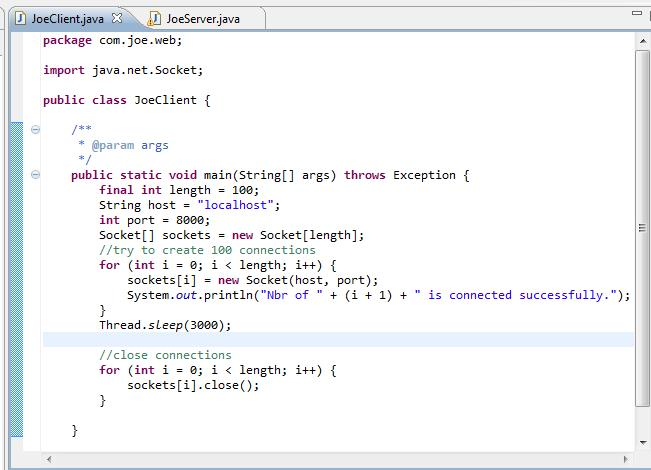 JoeClient.java JoeServer.java
package com.joe.web;
import java.net.Socket;
public class JoeClient {
/**
* @param args
*/
public static void main(String[] args) throws Exception {
final int length = 100;
String host = "localhost";
int port = 8000;
Socket[] sockets = new Socket[length];
//try to create 100 connections
for (int i = 0; i < length; i++) {
sockets[i] = new Socket(host, port);
System.out.println("Nbr of " + (i + 1) + " is connected successfully.");
}
Thread.sleep(3000);
//close connections
for (int i = 0; i < length; i++) {
sockets[i].close();
}
}